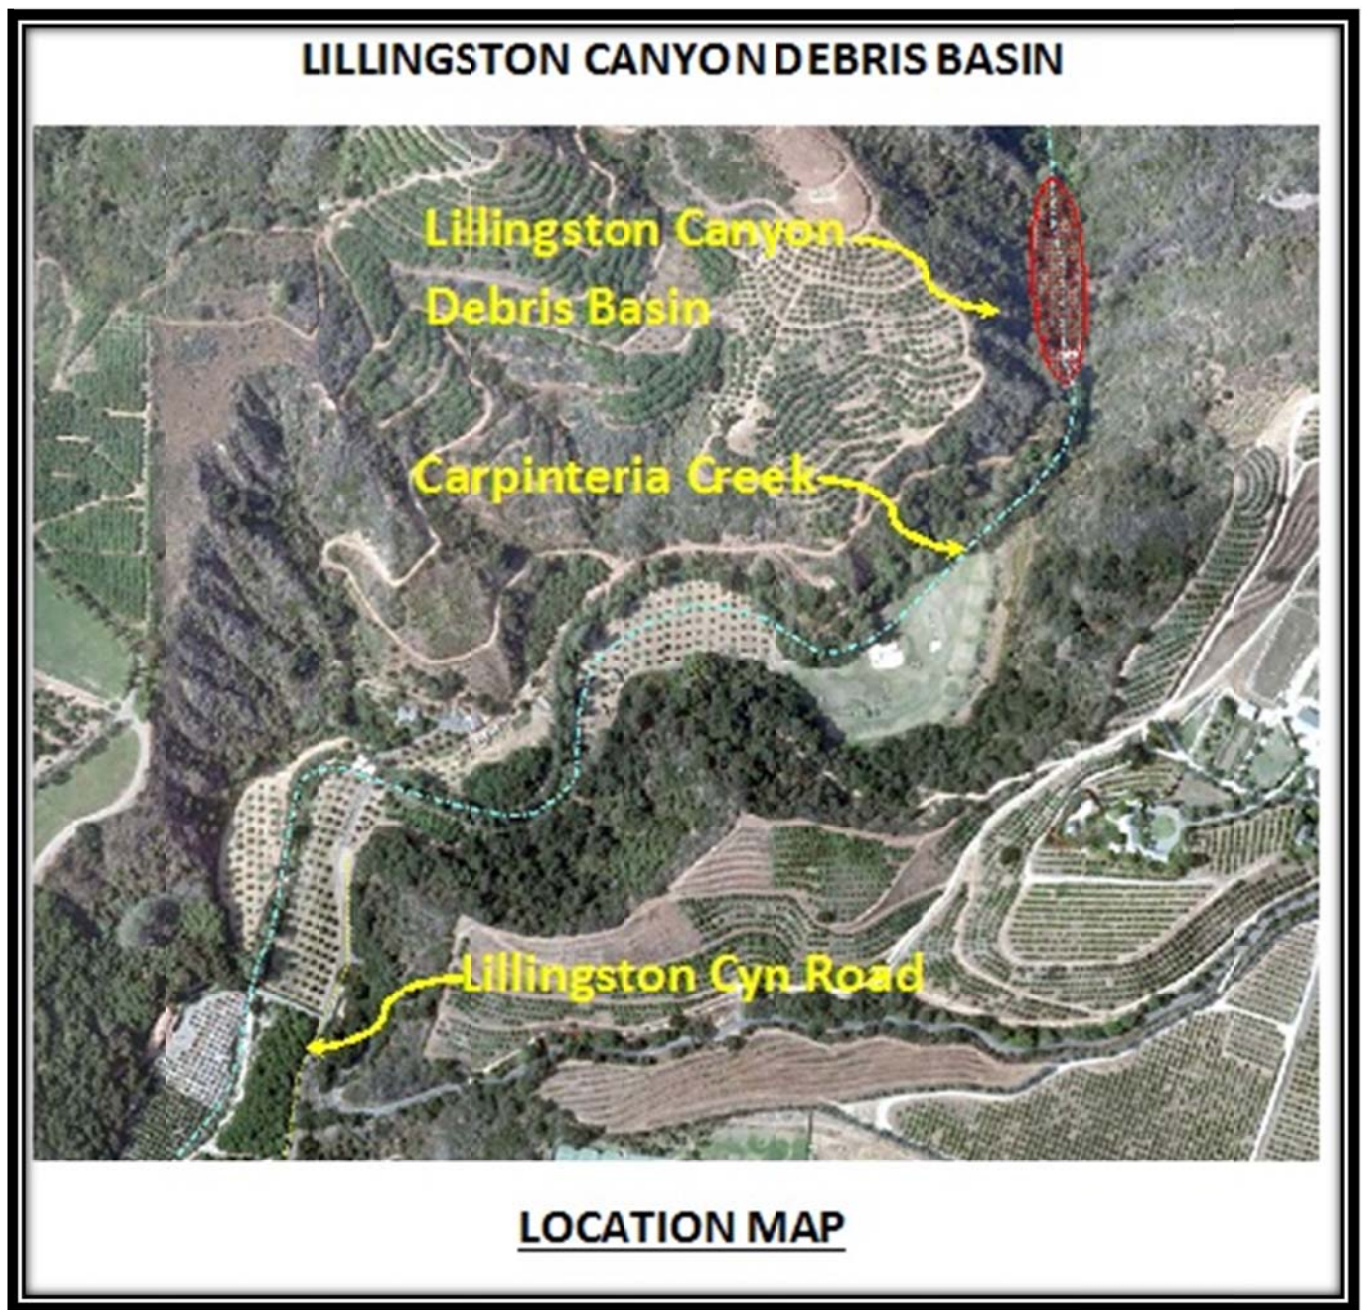 LILLINGSTON CANYON DEBRIS BASIN
Lillingston Canyon
Debris Basin
Carpinteria Creek
Lillingston Cyn Road
LOCATION MAP